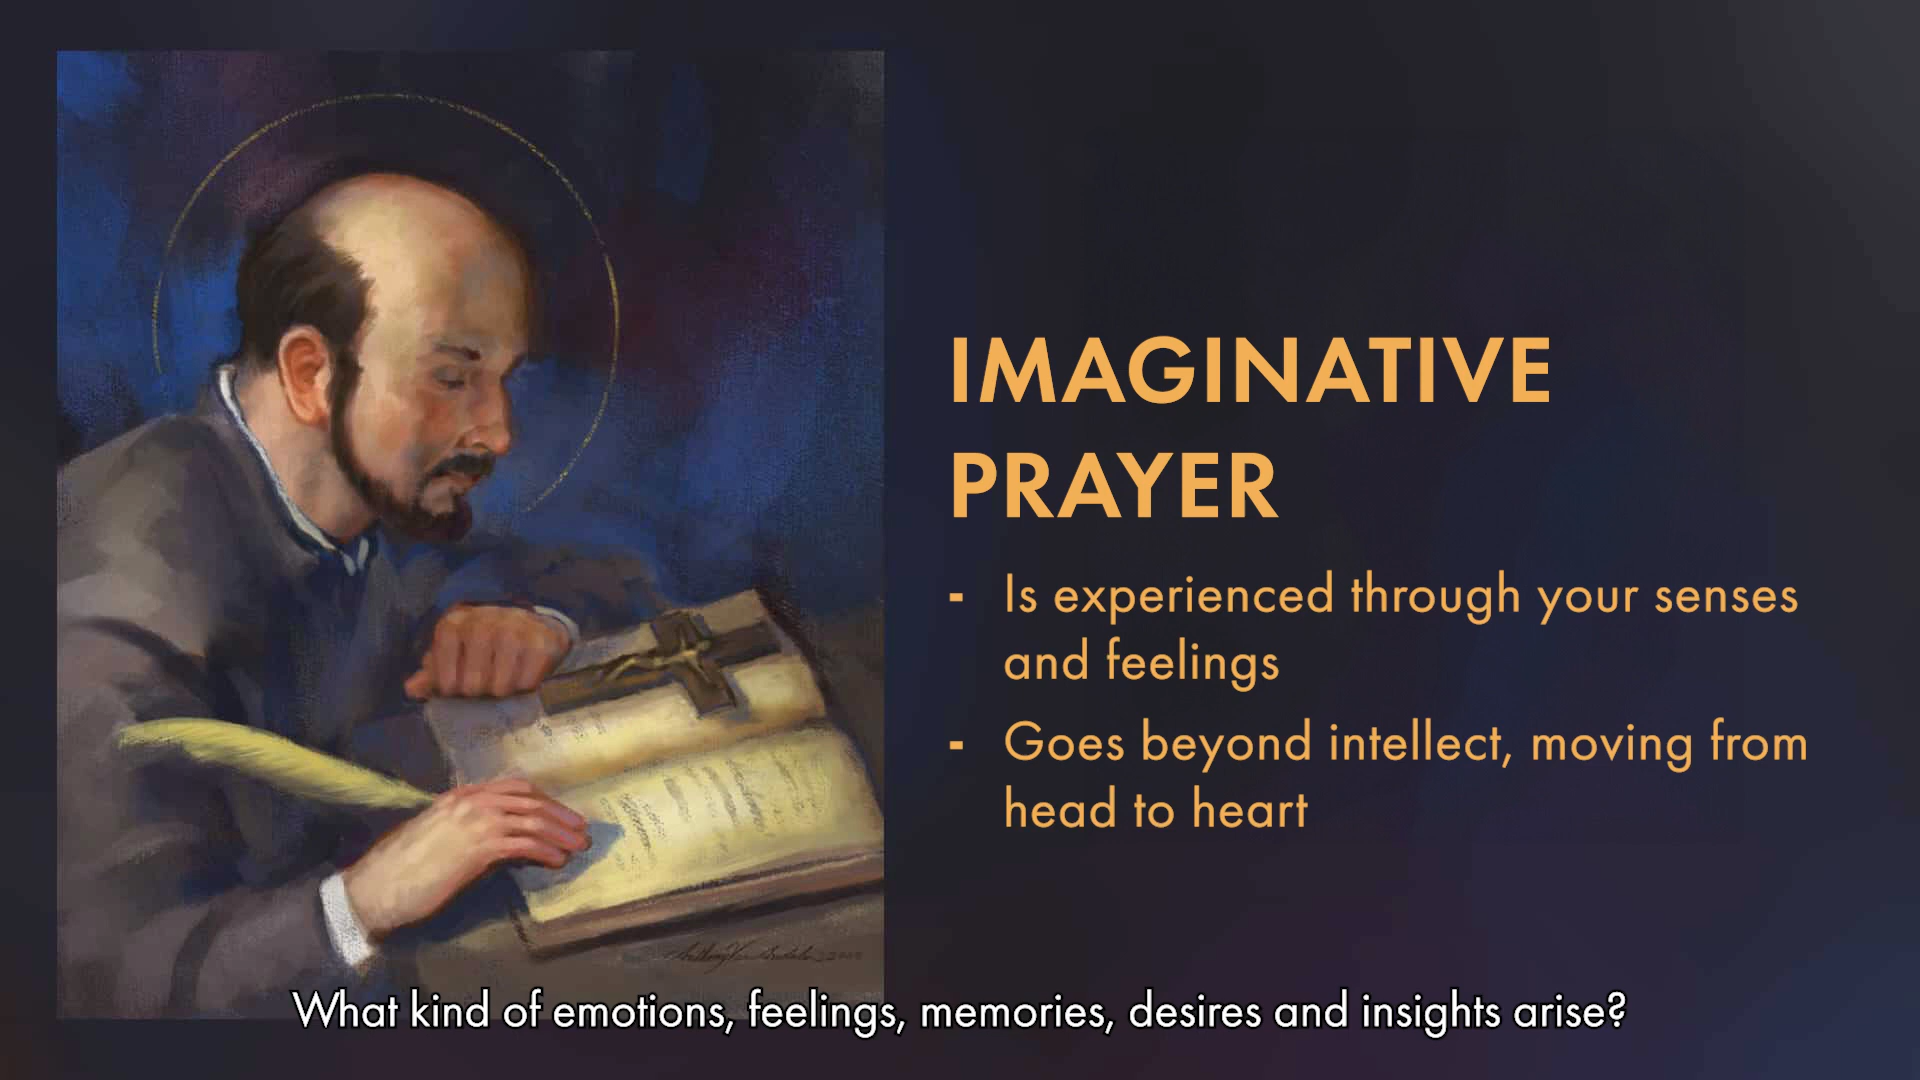 IMAGINATIVE
PRAYER
- Is experienced through your senses
and feelings
- Goes beyond intellect, moving from
head to heart
What kind of emotions, feelings, memories, desires and insights arise?